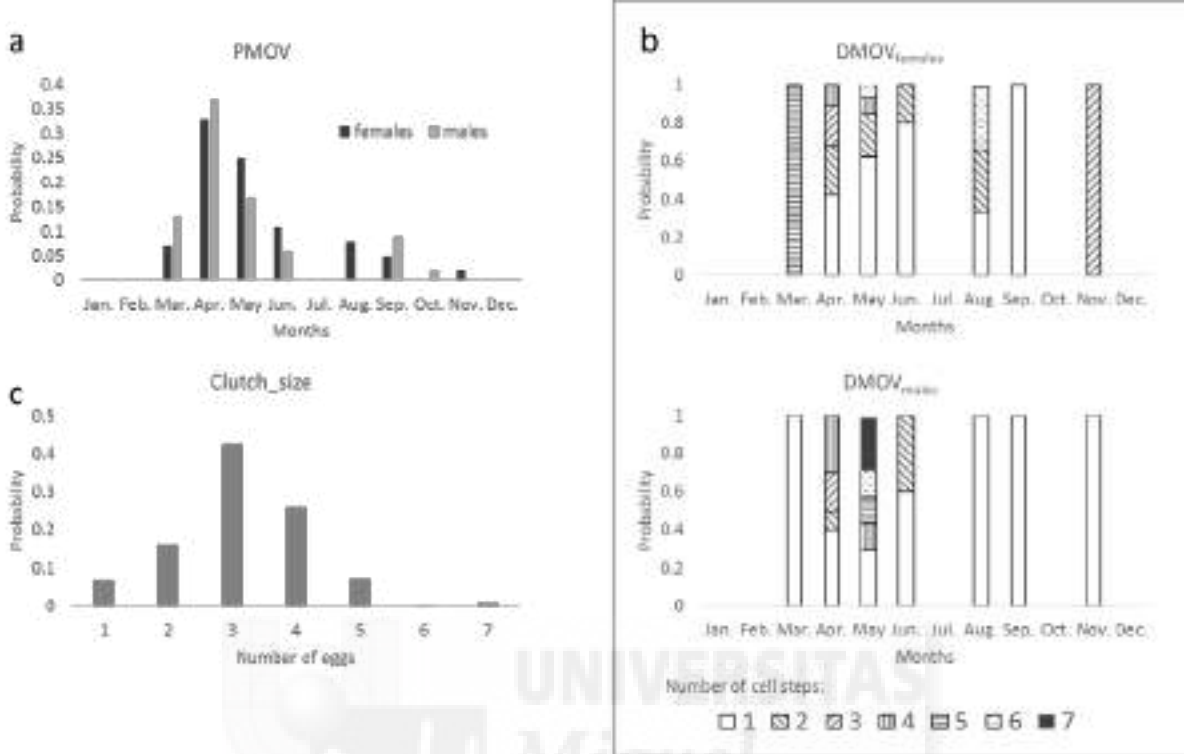 a
PMOV
0.4
0.35
0.3
0.25
0.2
0.15
0.1
0.05
0
Probability
females males
Jan. Feb. Mar. Apr. May Jun. Jul. Aug. Sep. Oct. Nov. Dec.
Months
b
DMOVfemales
1
0.8
0.6
0.4
0.2
0
Probability
Jan. Feb. Mar. Apr. May Jun. Jul. Aug. Sep. Oct. Nov. Dec.
Months
c
Clutch_size
0.5
0.4
0.3
0.2
0.1
0
Probability
1 2 3 4 5 6 7
Number of eggs
DMOVmales
1
0.8
0.6
0.4
0.2
0
Probability
Jan. Feb. Mar. Apr. May Jun. Jul. Aug. Sep. Oct. Nov. Dec.
Months
Number of cell steps:
1 2 3 4 5 6 7
UNIVERSITAS
Miguel